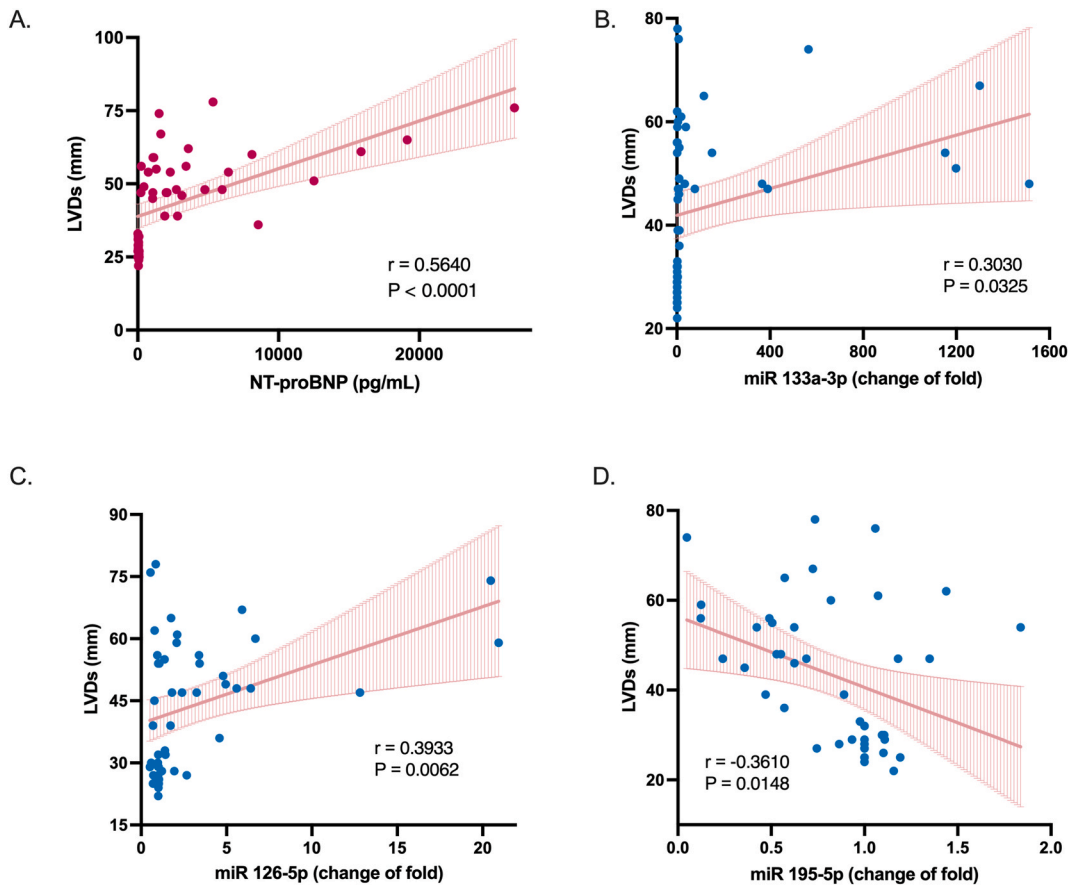 A.
100
75
50
25
0
LVDs (mm)
r = 0.5640
P < 0.0001
0
10000
20000
NT-proBNP (pg/mL)
B.
80
60
40
20
LVDs (mm)
r = 0.3030
P = 0.0325
0
400
800
1200
1600
miR 133a-3p (change of fold)
C.
90
75
60
45
30
15
LVDs (mm)
r = 0.3933
P = 0.0062
0
5
10
15
20
miR 126-5p (change of fold)
D.
80
60
40
20
LVDs (mm)
r = -0.3610
P = 0.0148
0.0
0.5
1.0
1.5
2.0
miR 195-5p (change of fold)